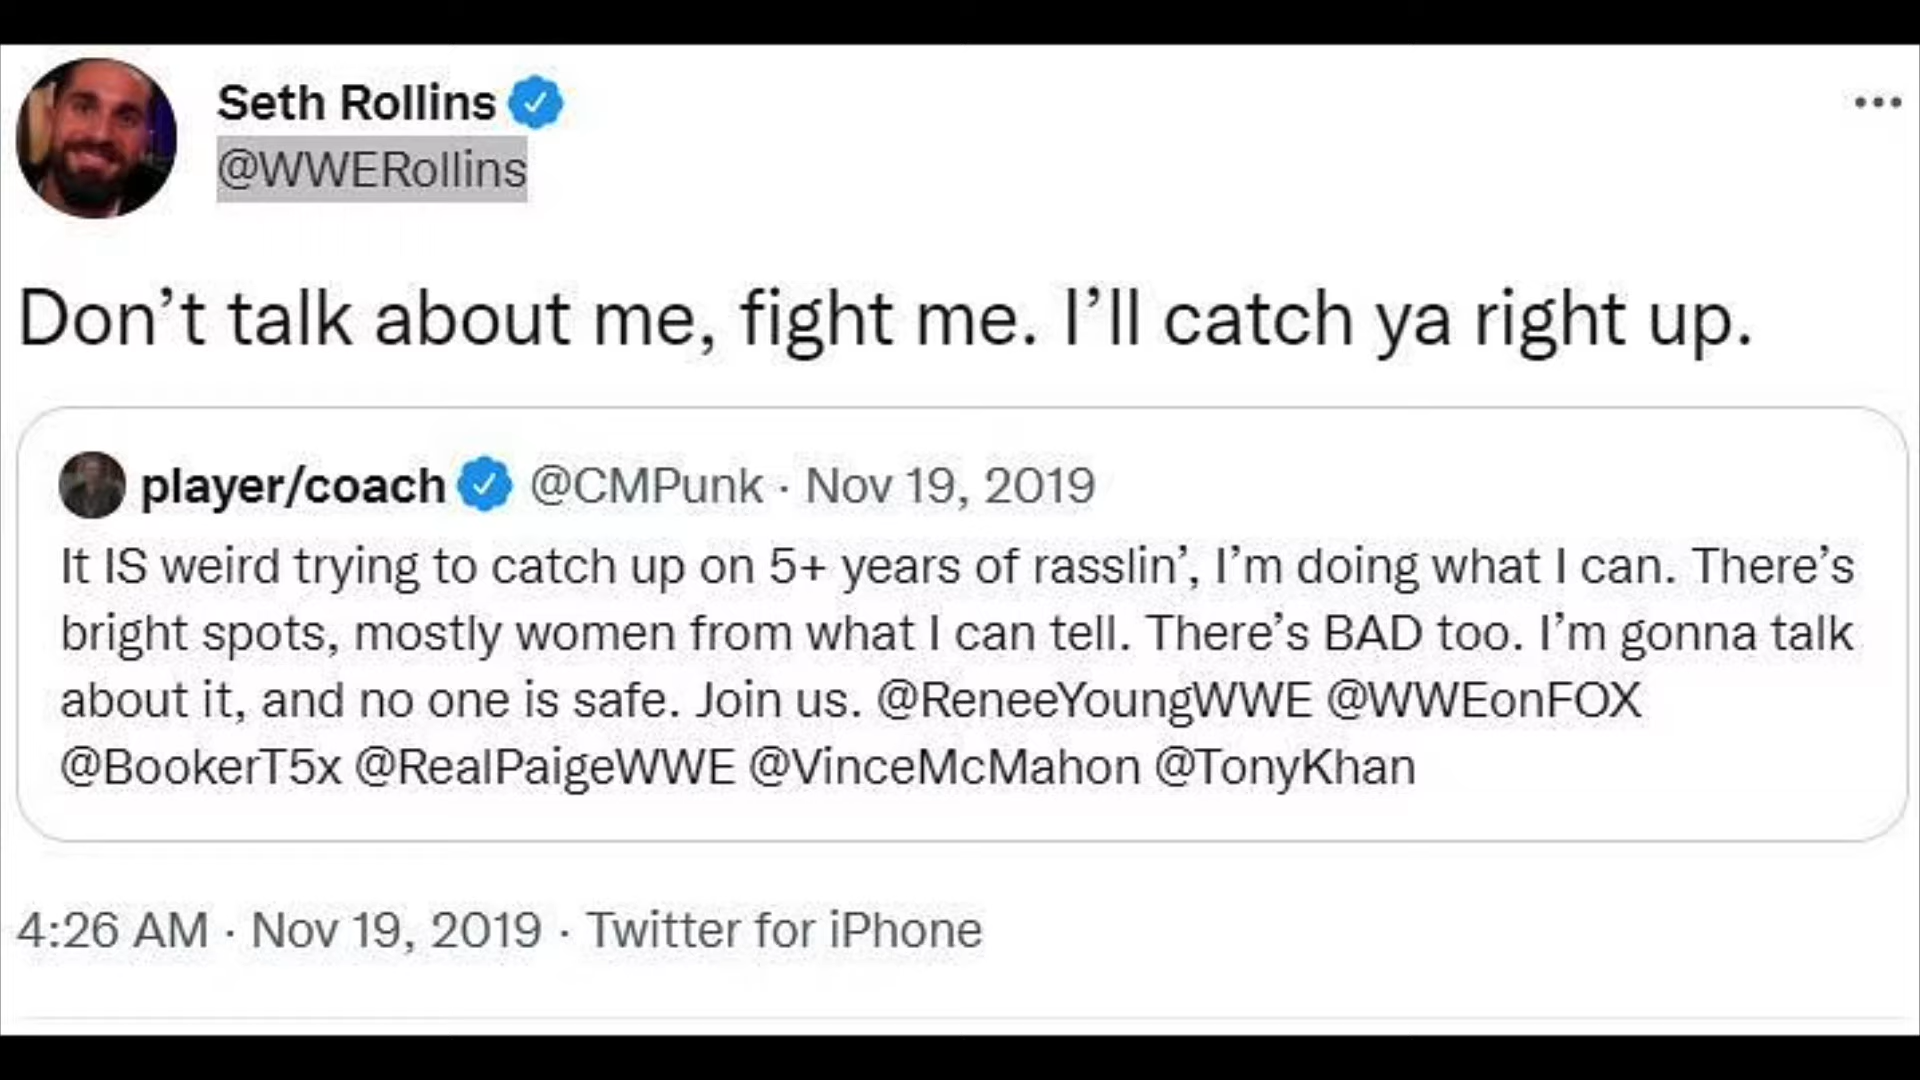 Seth Rollins
@WWERollins
Don’t talk about me, fight me. I’ll catch ya right up.
player/coach @CMPunk · Nov 19, 2019
It IS weird trying to catch up on 5+ years of rasslin’, I’m doing what I can. There’s
bright spots, mostly women from what I can tell. There’s BAD too. I’m gonna talk
about it, and no one is safe. Join us. @ReneeYoungWWE @WWEonFOX
@BookerT5x @RealPaigeWWE @VinceMcMahon @TonyKhan
4:26 AM · Nov 19, 2019 · Twitter for iPhone